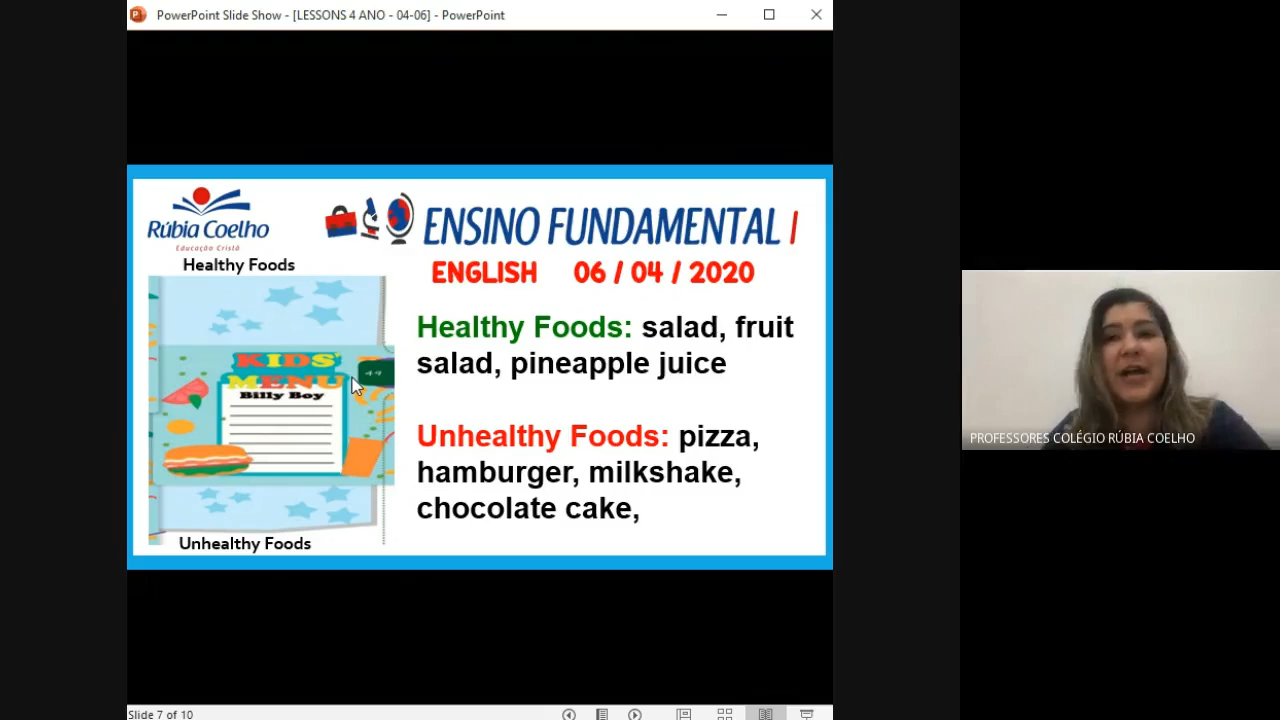 PowerPoint Slide Show - [LESSONS 4 ANO - 04-06] - PowerPoint
Rúbia Coelho
Educação Cristã
ENSINO FUNDAMENTAL I
ENGLISH 06 / 04 / 2020
Healthy Foods
KIDS'
MENU
Billy Boy
49
Unhealthy Foods
Healthy Foods: salad, fruit
salad, pineapple juice
Unhealthy Foods: pizza,
hamburger, milkshake,
chocolate cake,
PROFESSORES COLÉGIO RÚBIA COELHO
Slide 7 of 10